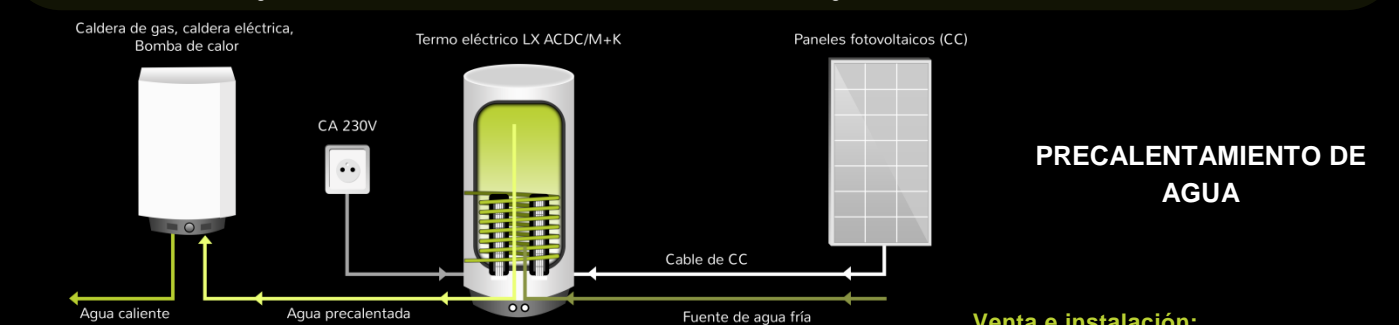 Caldera de gas, caldera eléctrica,
Bomba de calor
Termo eléctrico LX ACDC/M+K
Paneles fotovoltaicos (CC)
CA 230V
PRECALENTAMIENTO DE
AGUA
Cable de CC
Agua caliente
Agua precalentada
Fuente de agua fría
Venta e instalación: